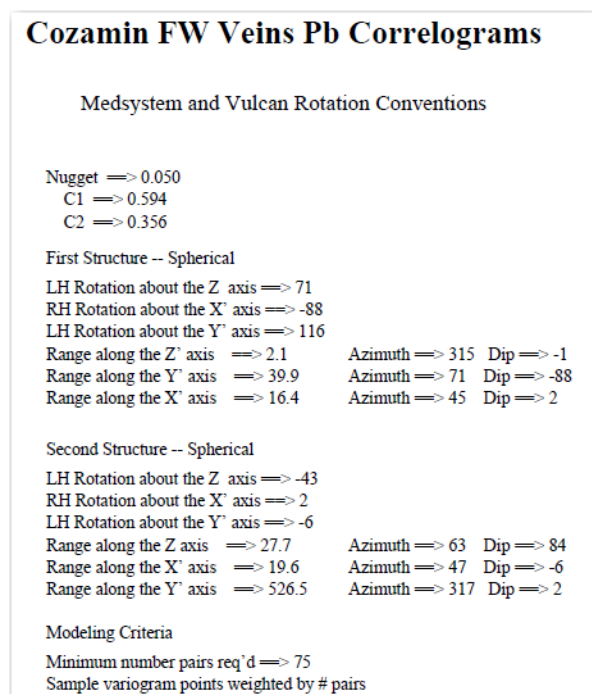 Cozamin FW Veins Pb Correlograms
Medsystem and Vulcan Rotation Conventions
Nugget ==> 0.050
C1 ==> 0.594
C2 ==> 0.356
First Structure -- Spherical
LH Rotation about the Z axis ==> 71
RH Rotation about the X' axis ==> -88
LH Rotation about the Y' axis ==> 116
Range along the Z' axis ==> 2.1 Azimuth ==> 315 Dip ==> -1
Range along the Y' axis ==> 39.9 Azimuth ==> 71 Dip ==> -88
Range along the X' axis ==> 16.4 Azimuth ==> 45 Dip ==> 2
Second Structure -- Spherical
LH Rotation about the Z axis ==> -43
RH Rotation about the X' axis ==> 2
LH Rotation about the Y' axis ==> -6
Range along the Z axis ==> 27.7 Azimuth ==> 63 Dip ==> 84
Range along the X' axis ==> 19.6 Azimuth ==> 47 Dip ==> -6
Range along the Y' axis ==> 526.5 Azimuth ==> 317 Dip ==> 2
Modeling Criteria
Minimum number pairs req'd ==> 75
Sample variogram points weighted by # pairs